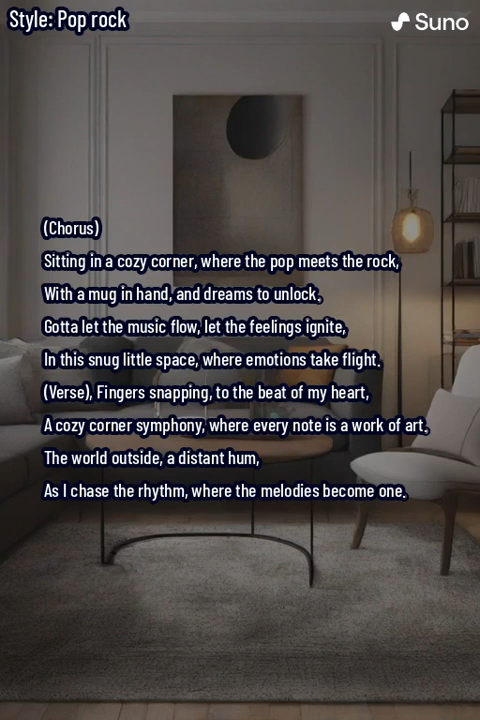 Style: Pop rock
Suno
(Chorus)
Sitting in a cozy corner, where the pop meets the rock,
With a mug in hand, and dreams to unlock.
Gotta let the music flow, let the feelings ignite,
In this snug little space, where emotions take flight.
(Verse), Fingers snapping, to the beat of my heart,
A cozy corner symphony, where every note is a work of art,
The world outside, a distant hum,
As I chase the rhythm, where the melodies become one.